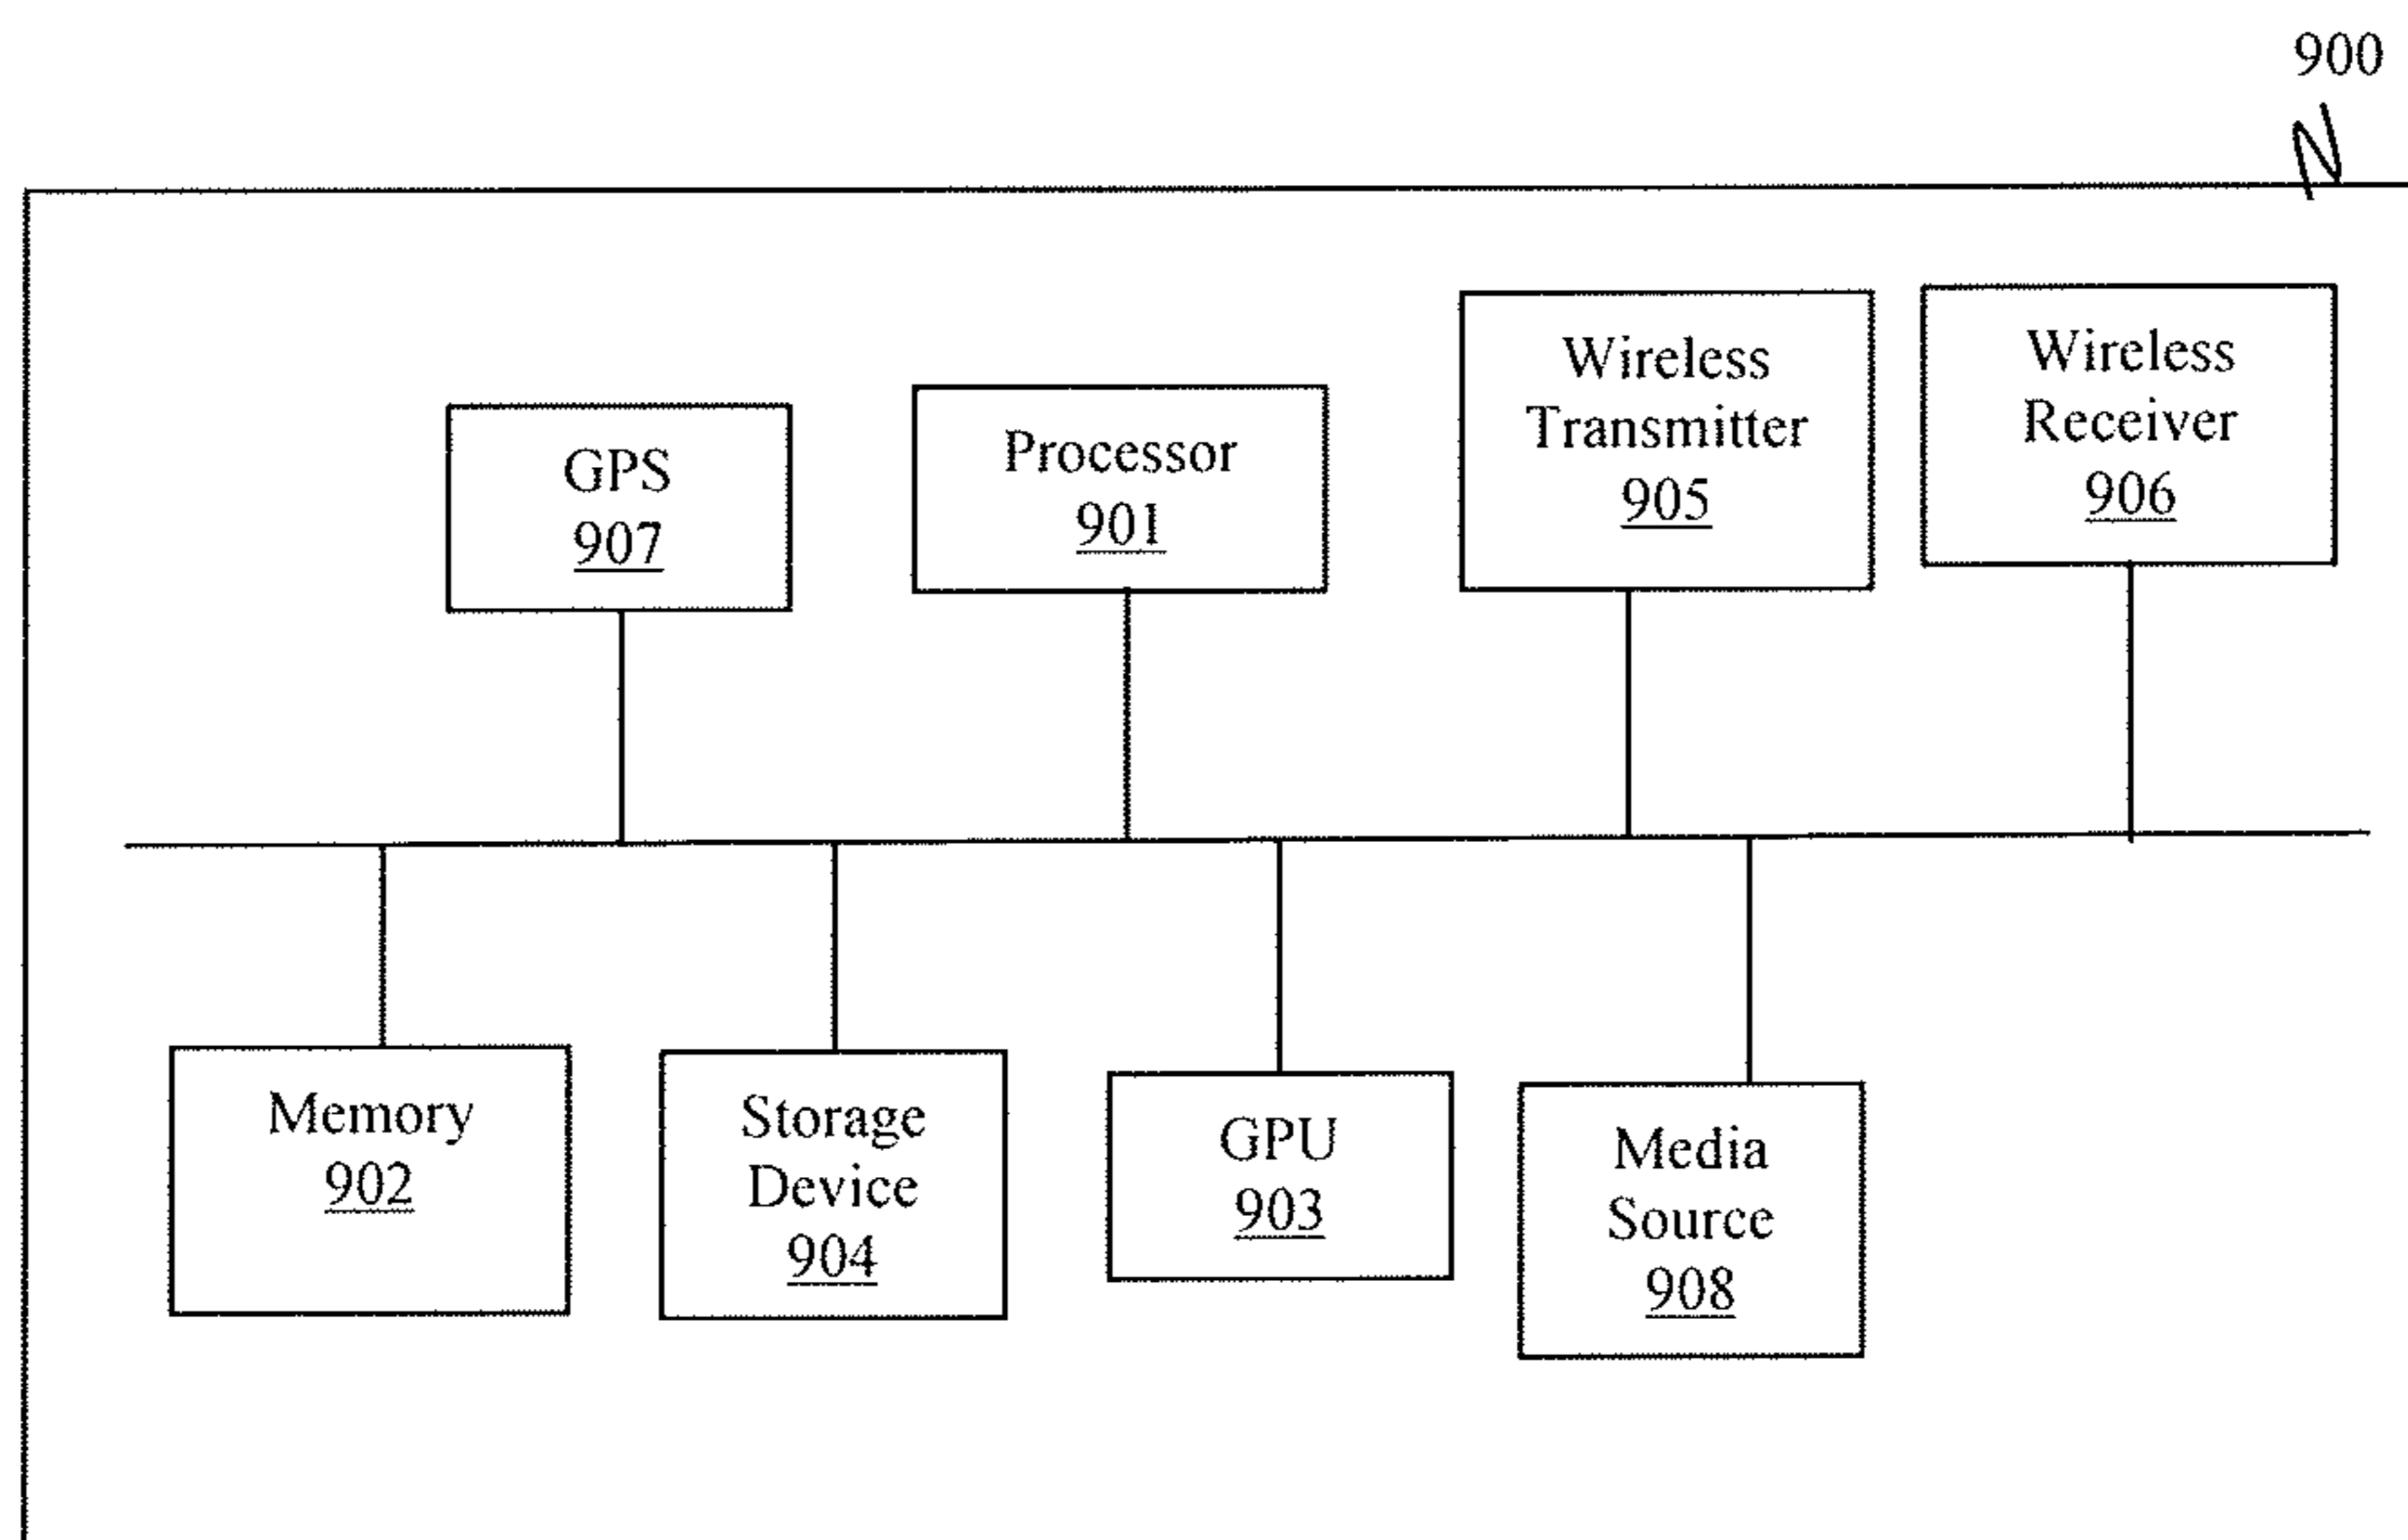 900
GPS
907
Processor
901
Wireless
Transmitter
905
Wireless
Receiver
906
Memory
902
Storage
Device
904
GPU
903
Media
Source
908